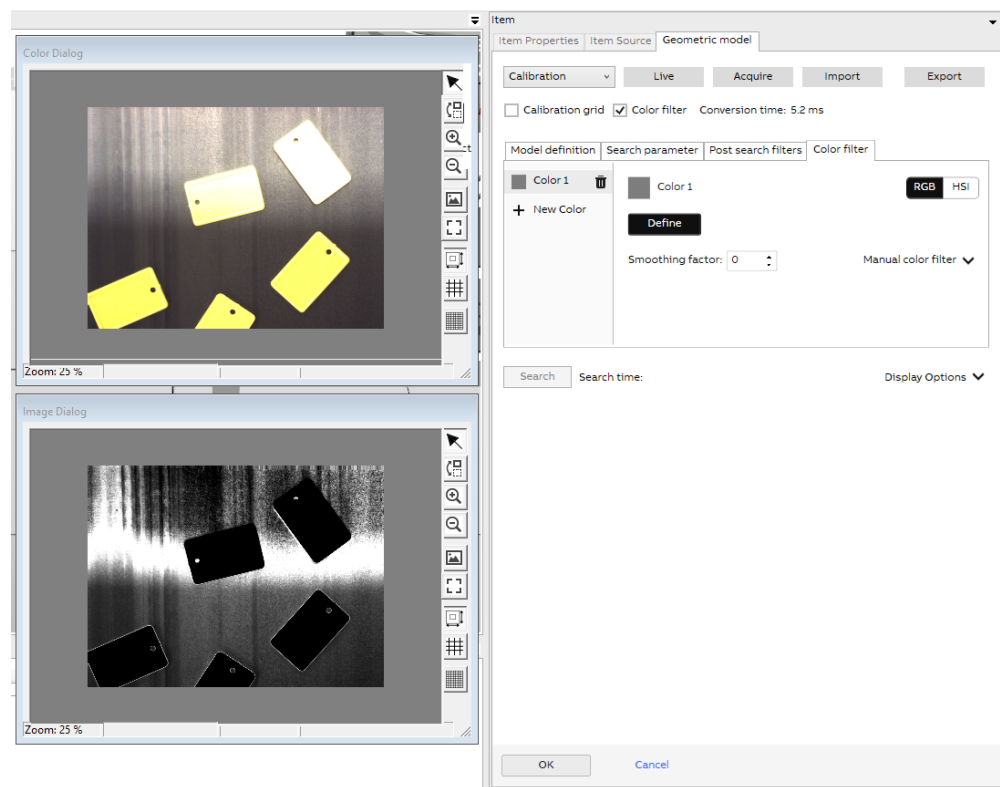 Item
Color Dialog
Zoom: 25 %
Image Dialog
Zoom: 25 %
Item Properties Item Source Geometric model
Calibration Live Acquire Import Export
Calibration grid Color filter Conversion time: 5.2 ms
Model definition Search parameter Post search filters Color filter
Color 1 Color 1 RGB HSI
New Color
Define
Smoothing factor: 0 Manual color filter
Search Search time: Display Options
OK Cancel